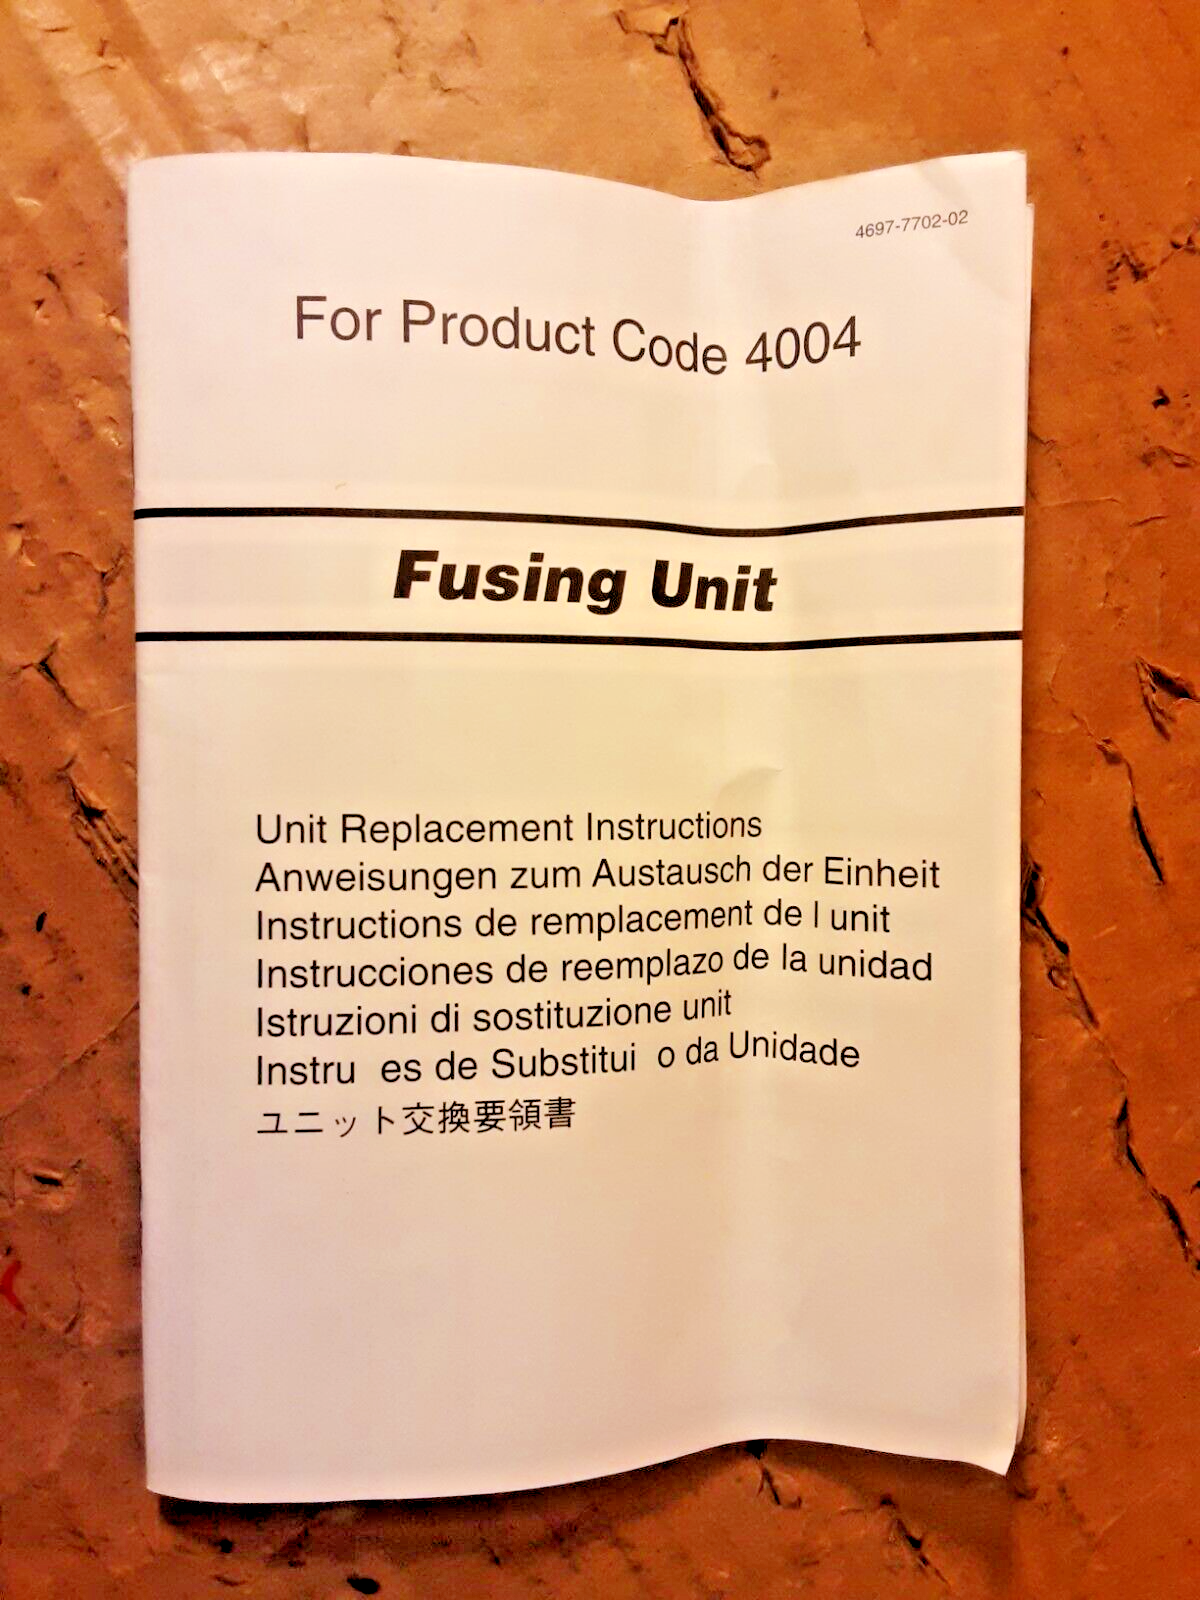 4697-7702-02
For Product Code 4004
Fusing Unit
Unit Replacement Instructions
Anweisungen zum Austausch der Einheit
Instructions de remplacement de l unit
Instrucciones de reemplazo de la unidad
Istruzioni di sostituzione unit
Instru  es de Substitui  o da Unidade
ユニット交換要領書